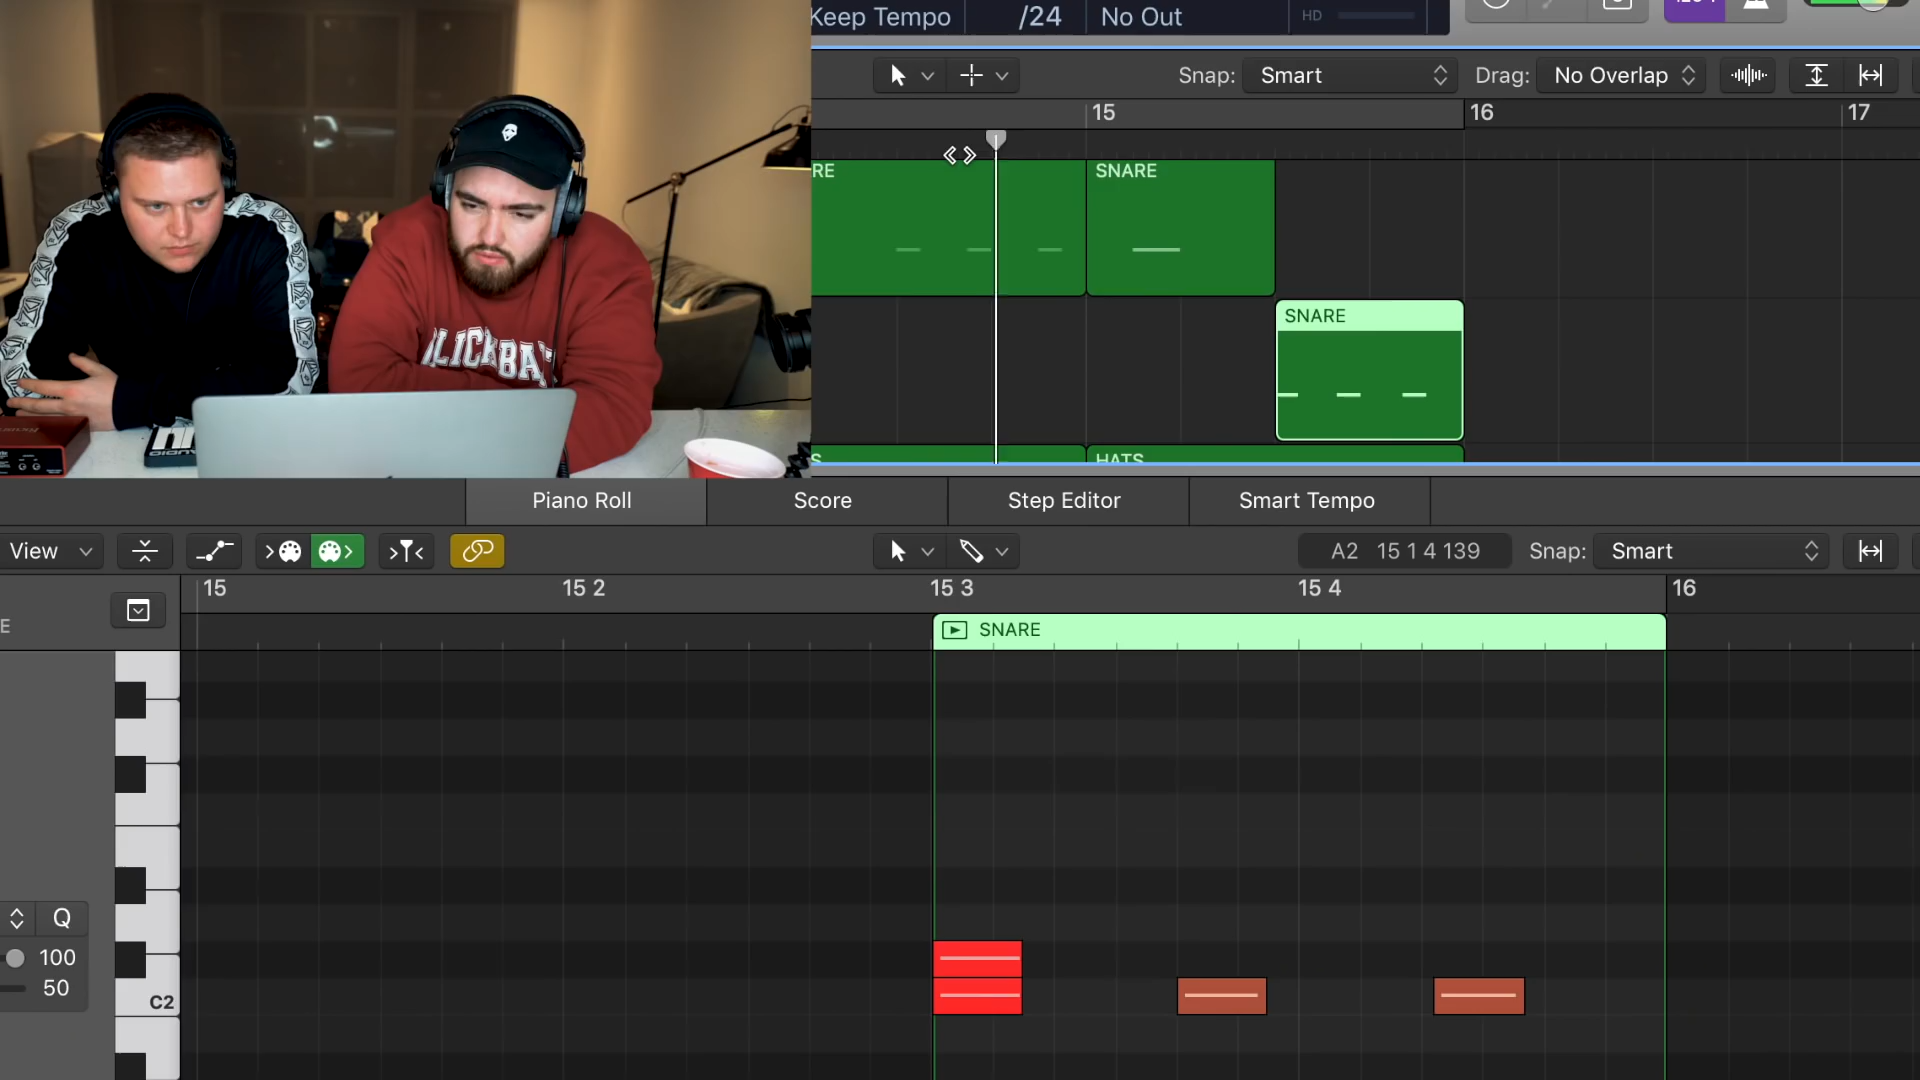 Keep Tempo /24 No Out HD
Snap: Smart Drag: No Overlap
15 16 17
RE SNARE
SNARE
S HATS
LICKBA
Piano Roll Score Step Editor Smart Tempo
View A2 15 1 4 139 Snap: Smart
15 15 2 15 3 15 4 16
E SNARE
Q
100
50
C2